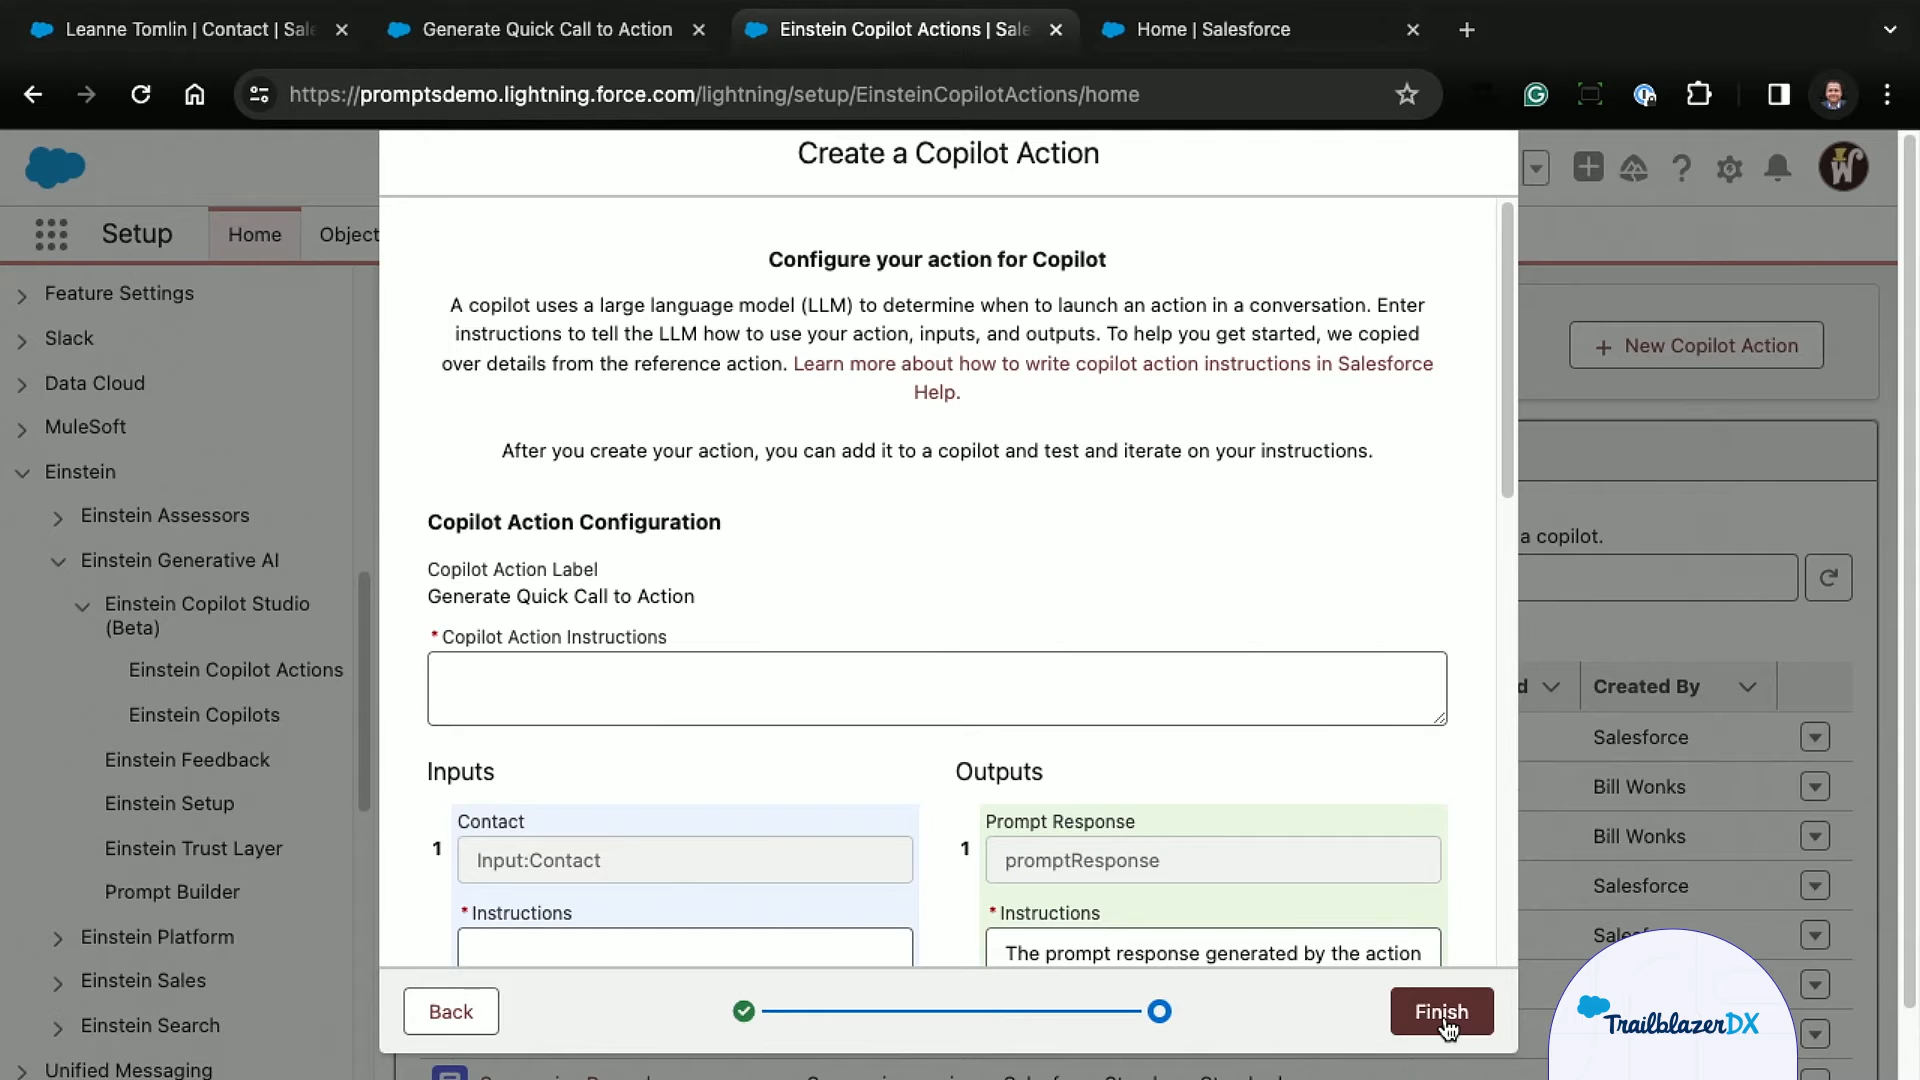 Leanne Tomlin | Contact | Sale
Generate Quick Call to Action
Einstein Copilot Actions | Sale
Home | Salesforce
https://promptsdemo.lightning.force.com/lightning/setup/EinsteinCopilotActions/home
Create a Copilot Action
Setup
Home
Object
Feature Settings
Slack
Data Cloud
MuleSoft
Einstein
Einstein Assessors
Einstein Generative AI
Einstein Copilot Studio
(Beta)
Einstein Copilot Actions
Einstein Copilots
Einstein Feedback
Einstein Setup
Einstein Trust Layer
Prompt Builder
Einstein Platform
Einstein Sales
Einstein Search
Unified Messaging
Configure your action for Copilot
A copilot uses a large language model (LLM) to determine when to launch an action in a conversation. Enter
instructions to tell the LLM how to use your action, inputs, and outputs. To help you get started, we copied
over details from the reference action. Learn more about how to write copilot action instructions in Salesforce
Help.
After you create your action, you can add it to a copilot and test and iterate on your instructions.
Copilot Action Configuration
Copilot Action Label
Generate Quick Call to Action
* Copilot Action Instructions
Inputs
Contact
1
Input:Contact
* Instructions
Outputs
Prompt Response
1
promptResponse
* Instructions
The prompt response generated by the action
Back
Finish
+ New Copilot Action
a copilot.
d
Created By
Salesforce
Bill Wonks
Bill Wonks
Salesforce
TrailblazerDX